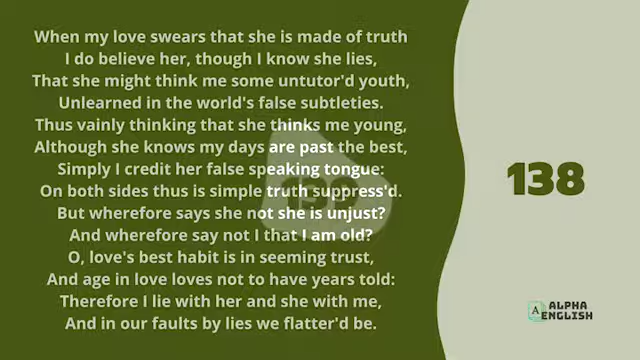 When my love swears that she is made of truth
I do believe her, though I know she lies,
That she might think me some untutor'd youth,
Unlearned in the world's false subtleties.
Thus vainly thinking that she thinks me young,
Although she knows my days are past the best,
Simply I credit her false speaking tongue:
On both sides thus is simple truth suppress'd.
But wherefore says she not she is unjust?
And wherefore say not I that I am old?
O, love's best habit is in seeming trust,
And age in love loves not to have years told:
Therefore I lie with her and she with me,
And in our faults by lies we flatter'd be.
138
A
ALPHA
ENGLISH